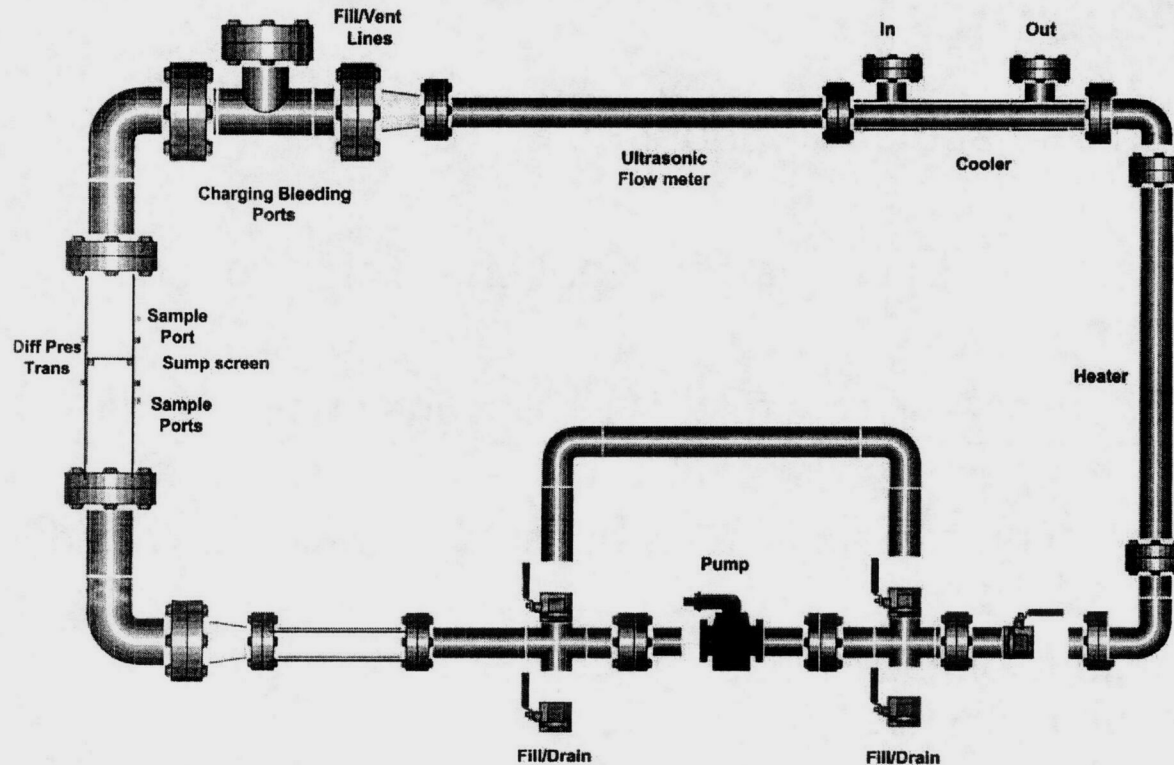 Fill/Vent
Lines
In
Out
Charging Bleeding
Ports
Ultrasonic
Flow meter
Cooler
Sample
Port
Diff Pres
Trans
Sump screen
Sample
Ports
Heater
Pump
Fill/Drain
Fill/Drain